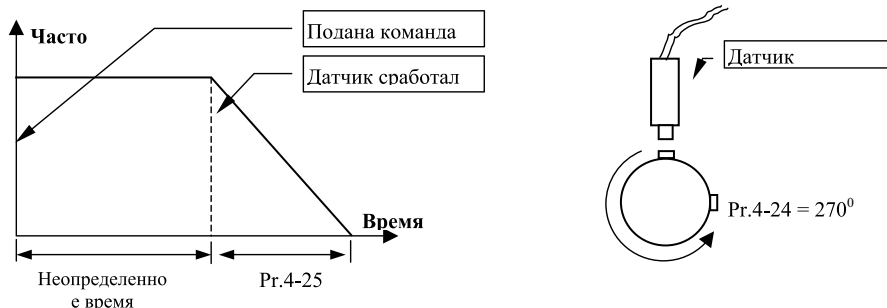 Часто
Подана команда
Датчик сработал
Время
Неопределенно
е время
Pr.4-25
Датчик
Pr.4-24 = 270⁰